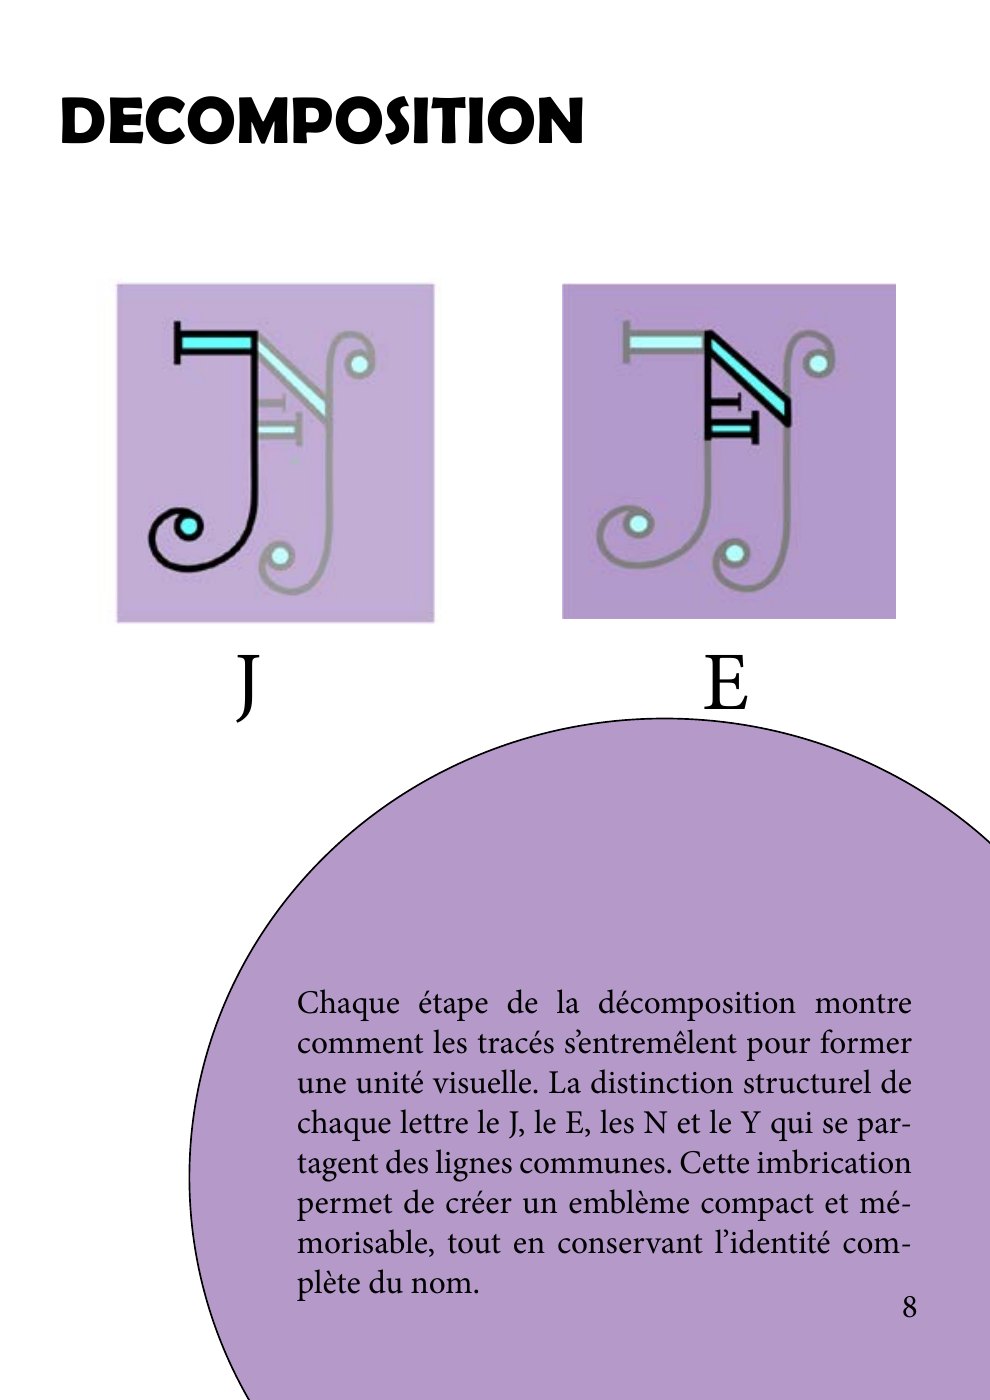 DECOMPOSITION
J
E
Chaque étape de la décomposition montre
comment les tracés s’entremêlent pour former
une unité visuelle. La distinction structurel de
chaque lettre le J, le E, les N et le Y qui se par-
tagent des lignes communes. Cette imbrication
permet de créer un emblème compact et mé-
morisable, tout en conservant l’identité com-
plète du nom.
8